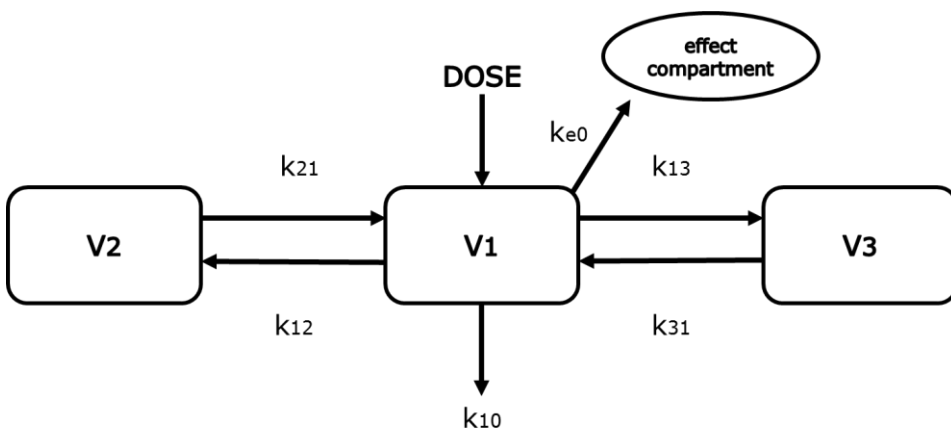 effect
compartment
DOSE
ke0
k21
k13
V2
V1
V3
k12
k31
k10